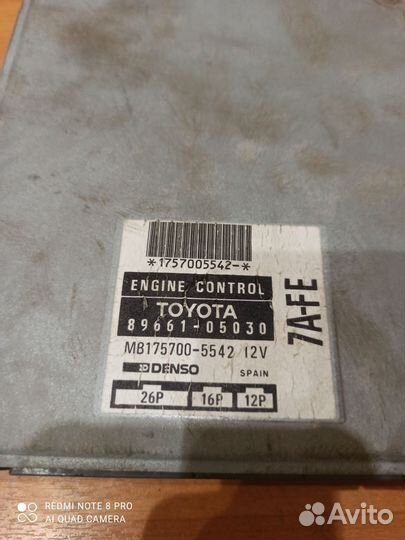 *1757005542-*
ENGINE CONTROL
TOYOTA
89661-05030
MB175700-5542 12V
DENSO SPAIN
26P 16P 12P
7A-FE
REDMI NOTE 8 PRO
AI QUAD CAMERA
Avito